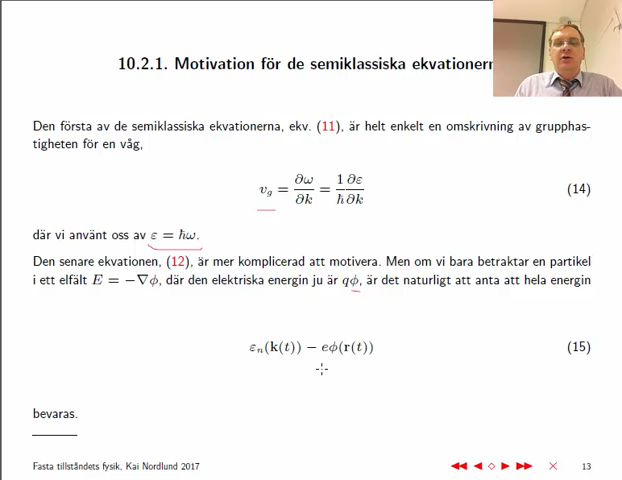 10.2.1. Motivation för de semiklassiska ekvationern
Den första av de semiklassiska ekvationerna, ekv. (11), är helt enkelt en omskrivning av grupphas-
tigheten för en våg,
v_g = ∂ω/∂k = 1/ħ ∂ε/∂k (14)
där vi använt oss av ε = ħω.
Den senare ekvationen, (12), är mer komplicerad att motivera. Men om vi bara betraktar en partikel
i ett elfält E = −∇ϕ, där den elektriska energin ju är qϕ, är det naturligt att anta att hela energin
ε_n(k(t)) − eϕ(r(t)) (15)
bevaras.
Fasta tillståndets fysik, Kai Nordlund 2017 13